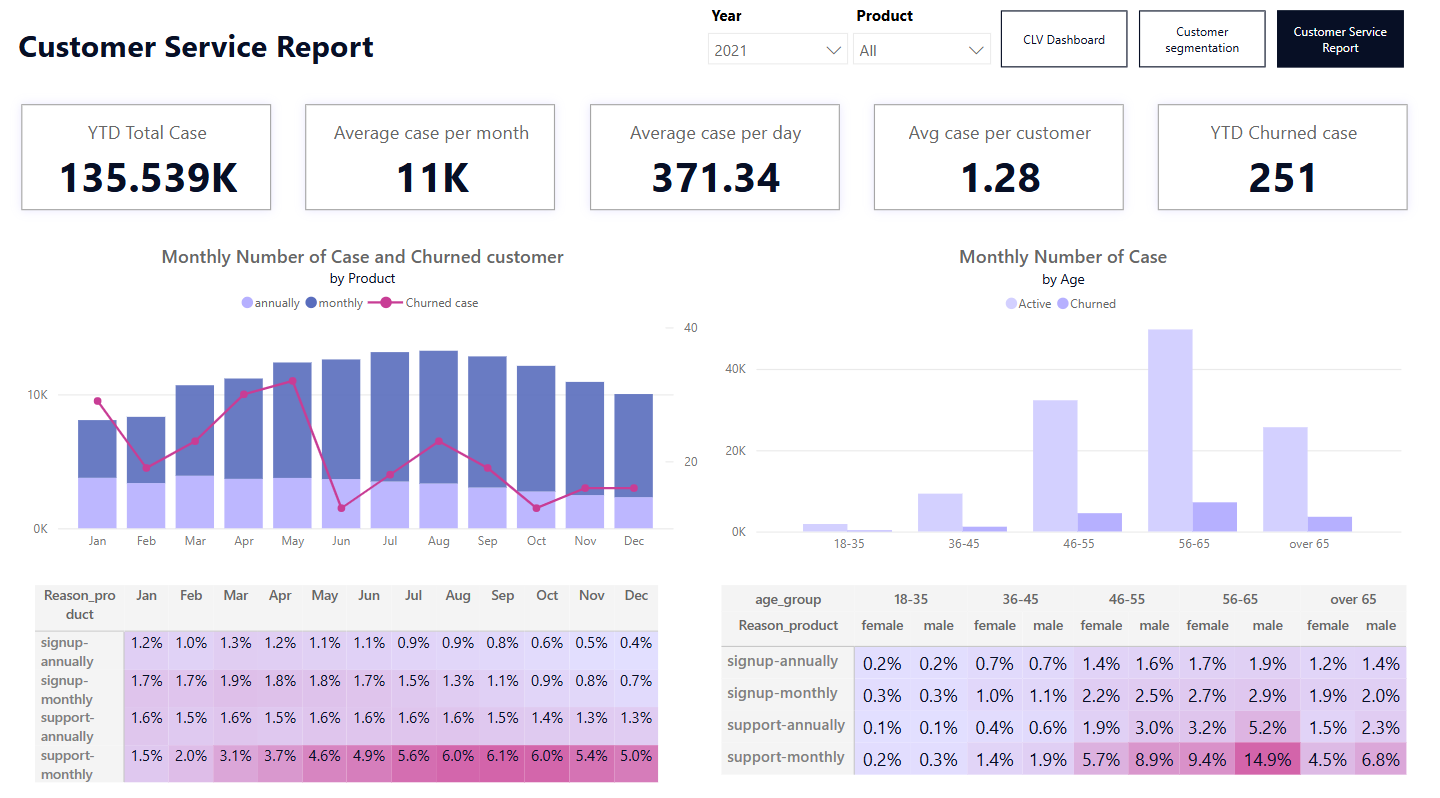 Customer Service Report
Year
2021
Product
All
CLV Dashboard
Customer
segmentation
Customer Service
Report
YTD Total Case
135.539K
Average case per month
11K
Average case per day
371.34
Avg case per customer
1.28
YTD Churned case
251
Monthly Number of Case and Churned customer
by Product
annually monthly Churned case
40
10K
20
0K
Jan Feb Mar Apr May Jun Jul Aug Sep Oct Nov Dec
Monthly Number of Case
by Age
Active Churned
40K
20K
0K
18-35 36-45 46-55 56-65 over 65
Reason_pro Jan Feb Mar Apr May Jun Jul Aug Sep Oct Nov Dec
duct
signup- 1.2% 1.0% 1.3% 1.2% 1.1% 1.1% 0.9% 0.9% 0.8% 0.6% 0.5% 0.4%
annually
signup- 1.7% 1.7% 1.9% 1.8% 1.8% 1.7% 1.5% 1.3% 1.1% 0.9% 0.8% 0.7%
monthly
support- 1.6% 1.5% 1.6% 1.5% 1.6% 1.6% 1.6% 1.6% 1.5% 1.4% 1.3% 1.3%
annually
support- 1.5% 2.0% 3.1% 3.7% 4.6% 4.9% 5.6% 6.0% 6.1% 6.0% 5.4% 5.0%
monthly
age_group 18-35 36-45 46-55 56-65 over 65
Reason_product female male female male female male female male female male
signup-annually 0.2% 0.2% 0.7% 0.7% 1.4% 1.6% 1.7% 1.9% 1.2% 1.4%
signup-monthly 0.3% 0.3% 1.0% 1.1% 2.2% 2.5% 2.7% 2.9% 1.9% 2.0%
support-annually 0.1% 0.1% 0.4% 0.6% 1.9% 3.0% 3.2% 5.2% 1.5% 2.3%
support-monthly 0.2% 0.3% 1.4% 1.9% 5.7% 8.9% 9.4% 14.9% 4.5% 6.8%